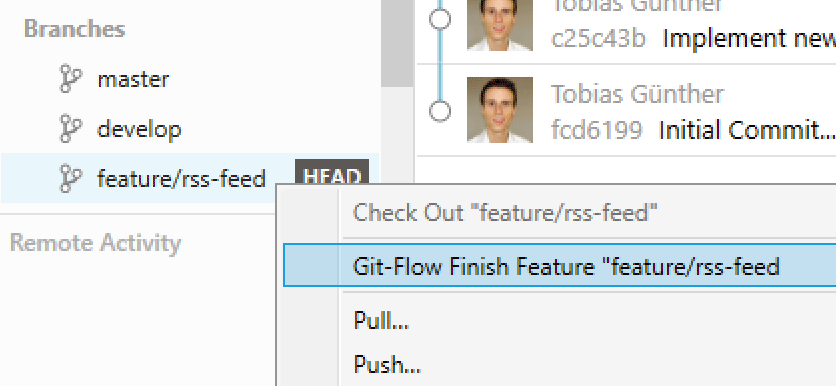 Branches
master
develop
feature/rss-feed HEAD
Remote Activity
Tobias Günther
c25c43b Implement new
Tobias Günther
fcd6199 Initial Commit...
Check Out "feature/rss-feed"
Git-Flow Finish Feature "feature/rss-feed
Pull...
Push...